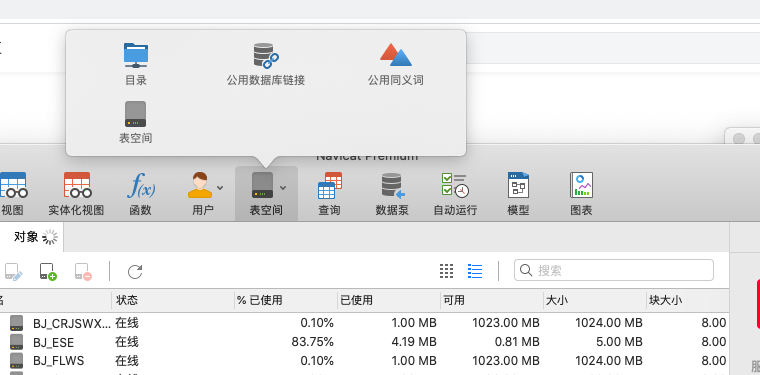 目录
公用数据库链接
公用同义词
表空间
Navicat Premium
视图
实体化视图
函数
用户
表空间
查询
数据泵
自动运行
模型
图表
对象
搜索
名 状态 % 已使用 已使用 可用 大小 块大小
BJ_CRJSWX... 在线 0.10% 1.00 MB 1023.00 MB 1024.00 MB 8.00
BJ_ESE 在线 83.75% 4.19 MB 0.81 MB 5.00 MB 8.00
BJ_FLWS 在线 0.10% 1.00 MB 1023.00 MB 1024.00 MB 8.00